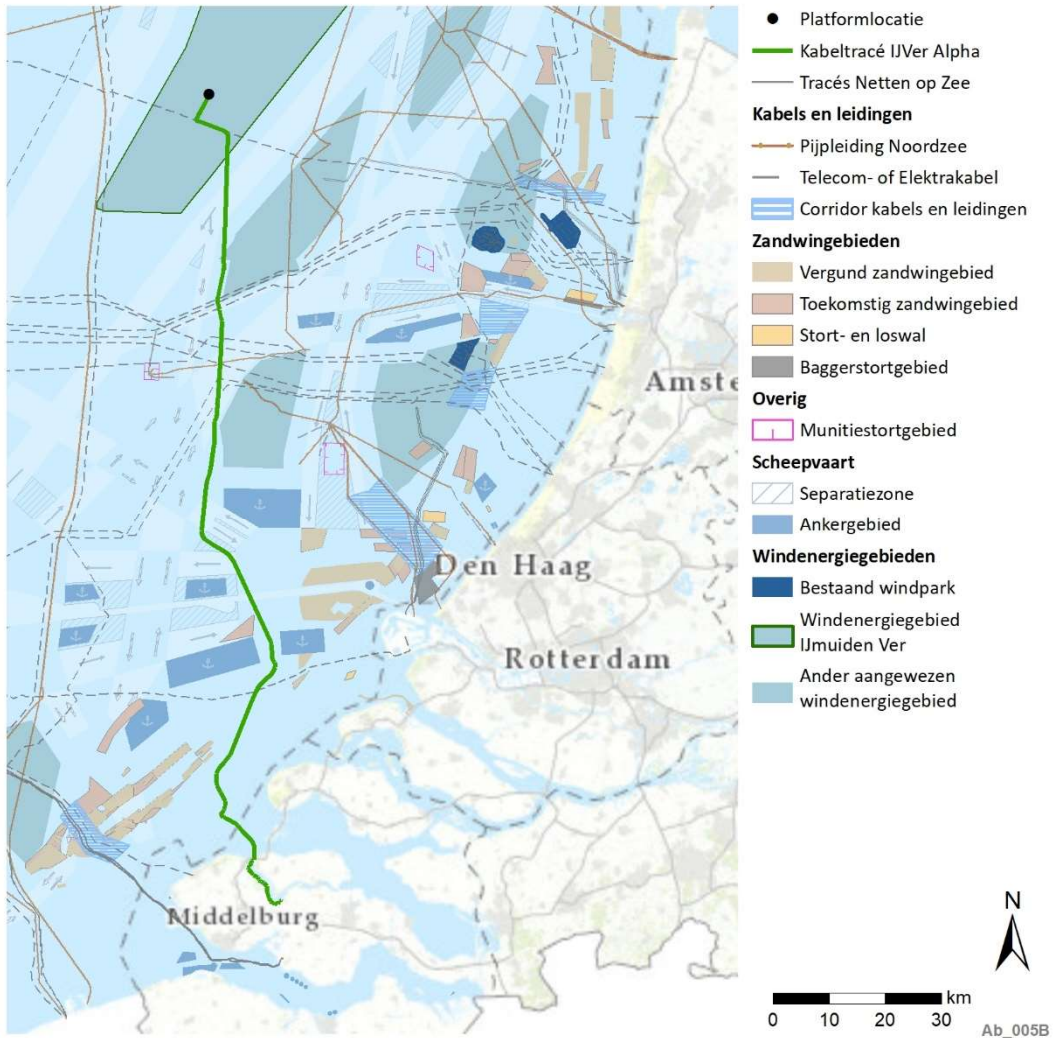 Platformlocatie
Kabeltracé IJVer Alpha
Tracés Netten op Zee
Kabels en leidingen
Pijpleiding Noordzee
Telecom- of Elektrakabel
Corridor kabels en leidingen
Zandwingebieden
Vergund zandwingebied
Toekomstig zandwingebied
Stort- en loswal
Baggerstortgebied
Overig
Munitiestortgebied
Scheepvaart
Separatiezone
Ankergebied
Windenergiegebieden
Bestaand windpark
Windenergiegebied
IJmuiden Ver
Ander aangewezen
windenergiegebied
Amste
Den Haag
Rotterdam
Middelburg
N
km
0 10 20 30
Ab_005B